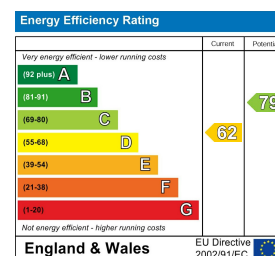 Energy Efficiency Rating
Current
Very energy efficient - lower running costs
(92 plus) A
(81-91) B
79
(69-80) C
(55-68) D
62
(39-54) E
(21-38) F
(1-20) G
Not energy efficient - higher running costs
England & Wales
EU Directive
2002/91/EC